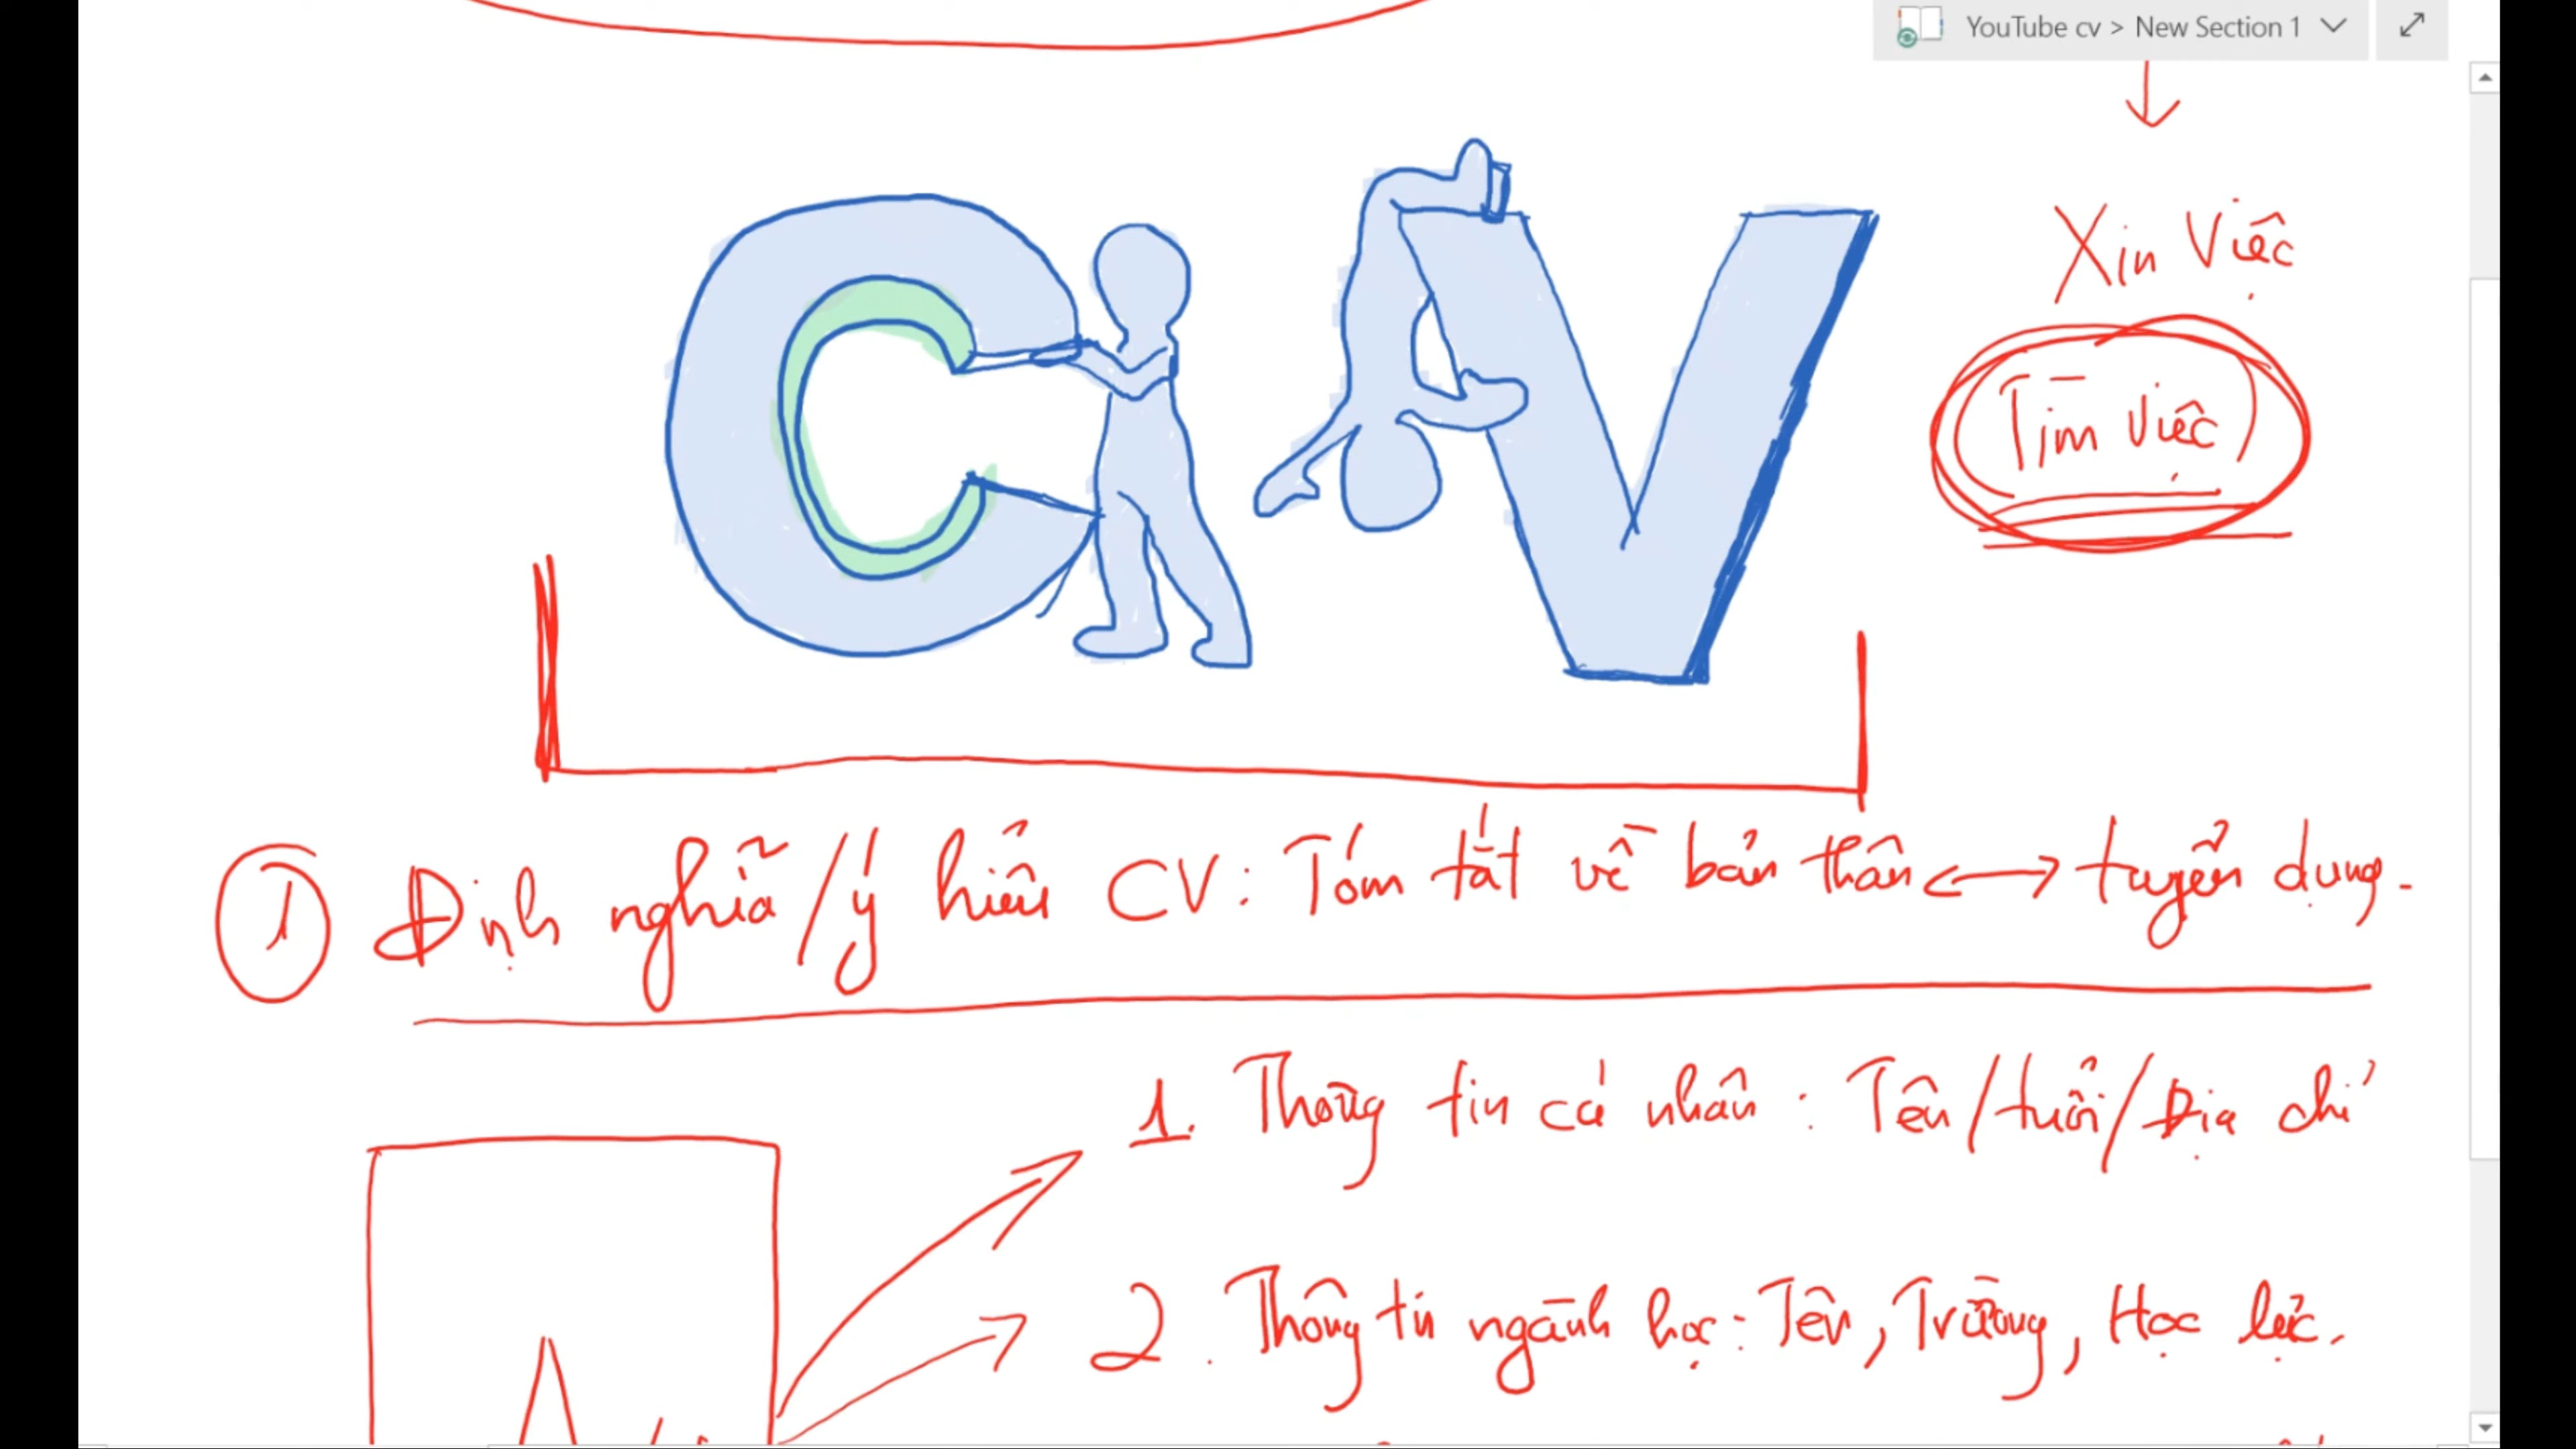 YouTube cv > New Section 1
CV
Xin Việc
Tìm Việc
① Định nghĩa/ý hiểu CV: Tóm tắt về bản thân ⟷ tuyển dụng.
1. Thông tin cá nhân: Tên/tuổi/Địa chỉ
2. Thông tin ngành học: Tên, Trường, Học lực.